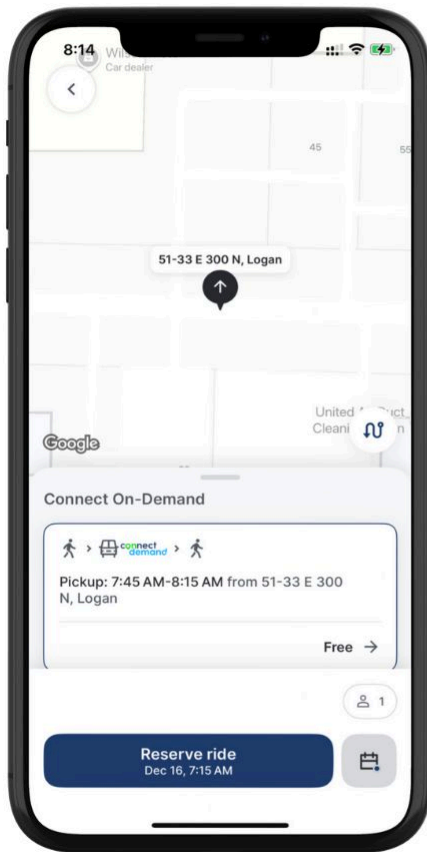 8:14
Car dealer
45
55
51-33 E 300 N, Logan
United
Google
Connect On-Demand
connect
demand
Pickup: 7:45 AM-8:15 AM from 51-33 E 300
N, Logan
Free
1
Reserve ride
Dec 16, 7:15 AM